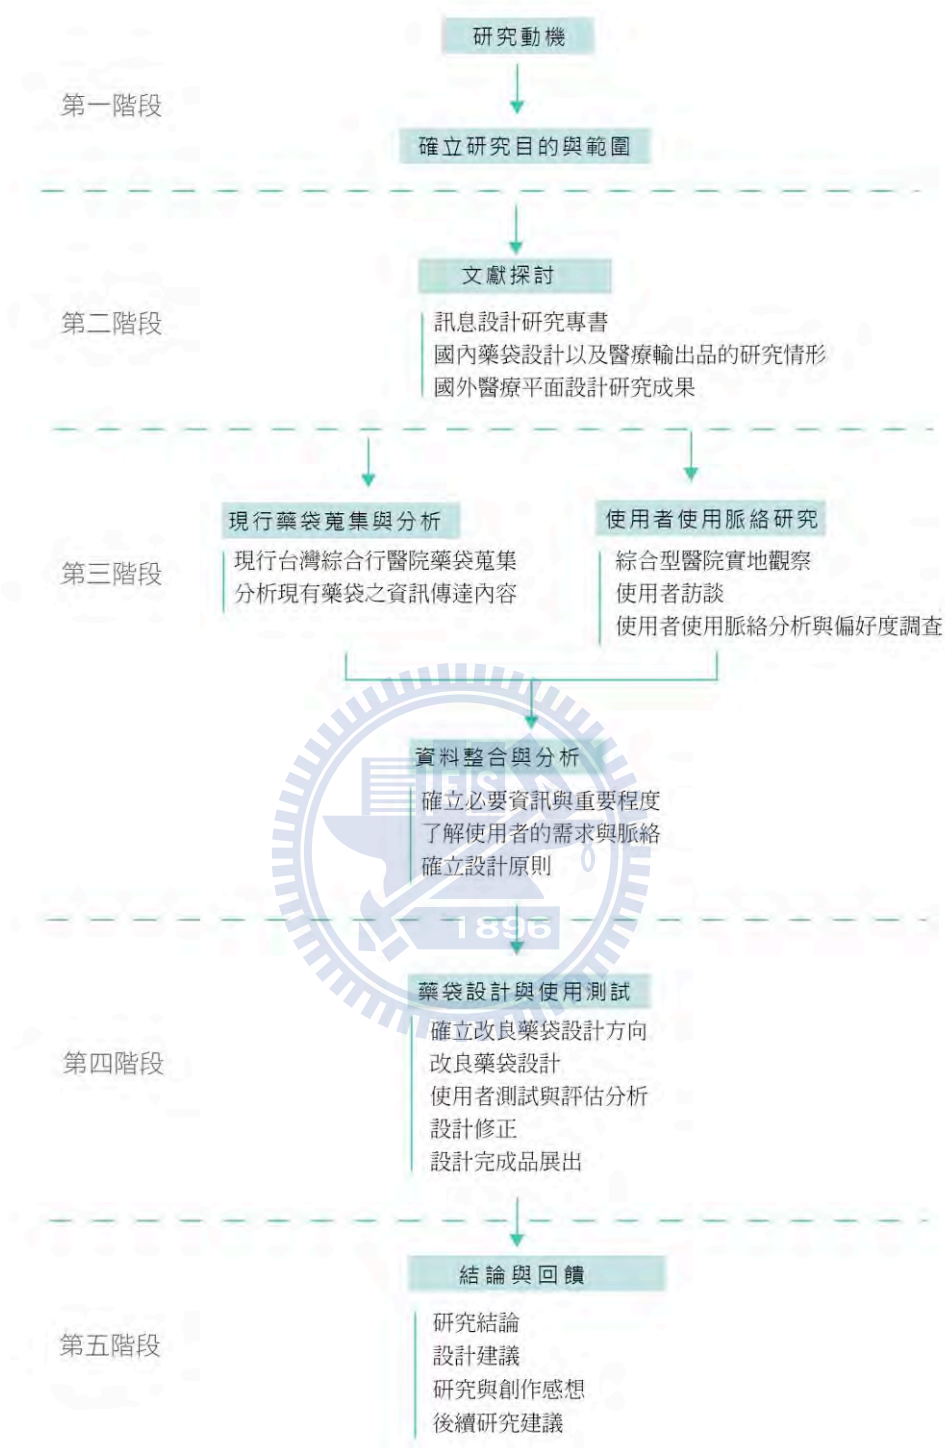 研究動機
第一階段
確立研究目的與範圍
文獻探討
第二階段
訊息設計研究專書
國內藥袋設計以及醫療輸出品的研究情形
國外醫療平面設計研究成果
第三階段
現行藥袋蒐集與分析
現行台灣綜合行醫院藥袋蒐集
分析現有藥袋之資訊傳達內容
使用者使用脈絡研究
綜合型醫院實地觀察
使用者訪談
使用者使用脈絡分析與偏好度調查
資料整合與分析
確立必要資訊與重要程度
了解使用者的需求與脈絡
確立設計原則
1896
藥袋設計與使用測試
第四階段
確立改良藥袋設計方向
改良藥袋設計
使用者測試與評估分析
設計修正
設計完成品展出
結論與回饋
第五階段
研究結論
設計建議
研究與創作感想
後續研究建議